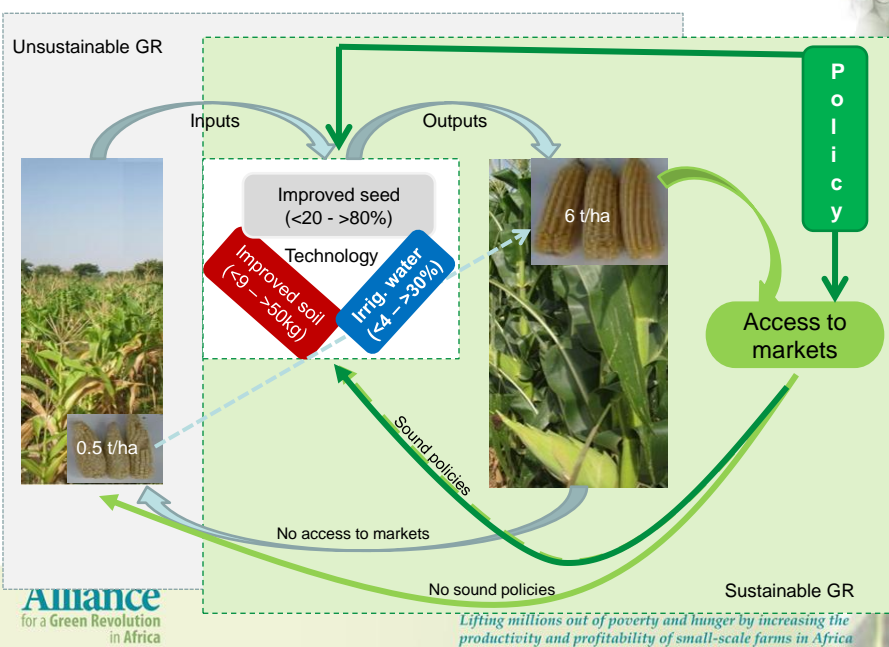 Unsustainable GR
P
o
l
i
c
y
Inputs
Outputs
Improved seed
(<20 - >80%)
Technology
Improved soil
(<9 – >50kg)
Irrig. water
(<4 – >30%)
6 t/ha
Access to
markets
0.5 t/ha
Sound policies
No access to markets
No sound policies
Sustainable GR
Alliance
for a Green Revolution
in Africa
Lifting millions out of poverty and hunger by increasing the
productivity and profitability of small-scale farms in Africa